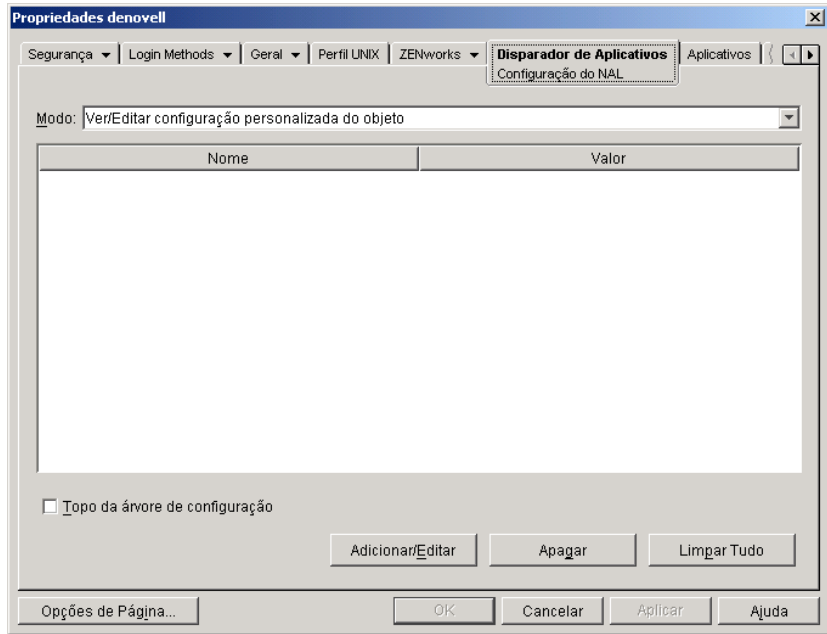 Propriedades denovell
Segurança
Login Methods
Geral
Perfil UNIX
ZENworks
Disparador de Aplicativos
Configuração do NAL
Aplicativos
Modo: Ver/Editar configuração personalizada do objeto
Nome
Valor
Topo da árvore de configuração
Adicionar/Editar
Apagar
Limpar Tudo
Opções de Página...
OK
Cancelar
Aplicar
Ajuda